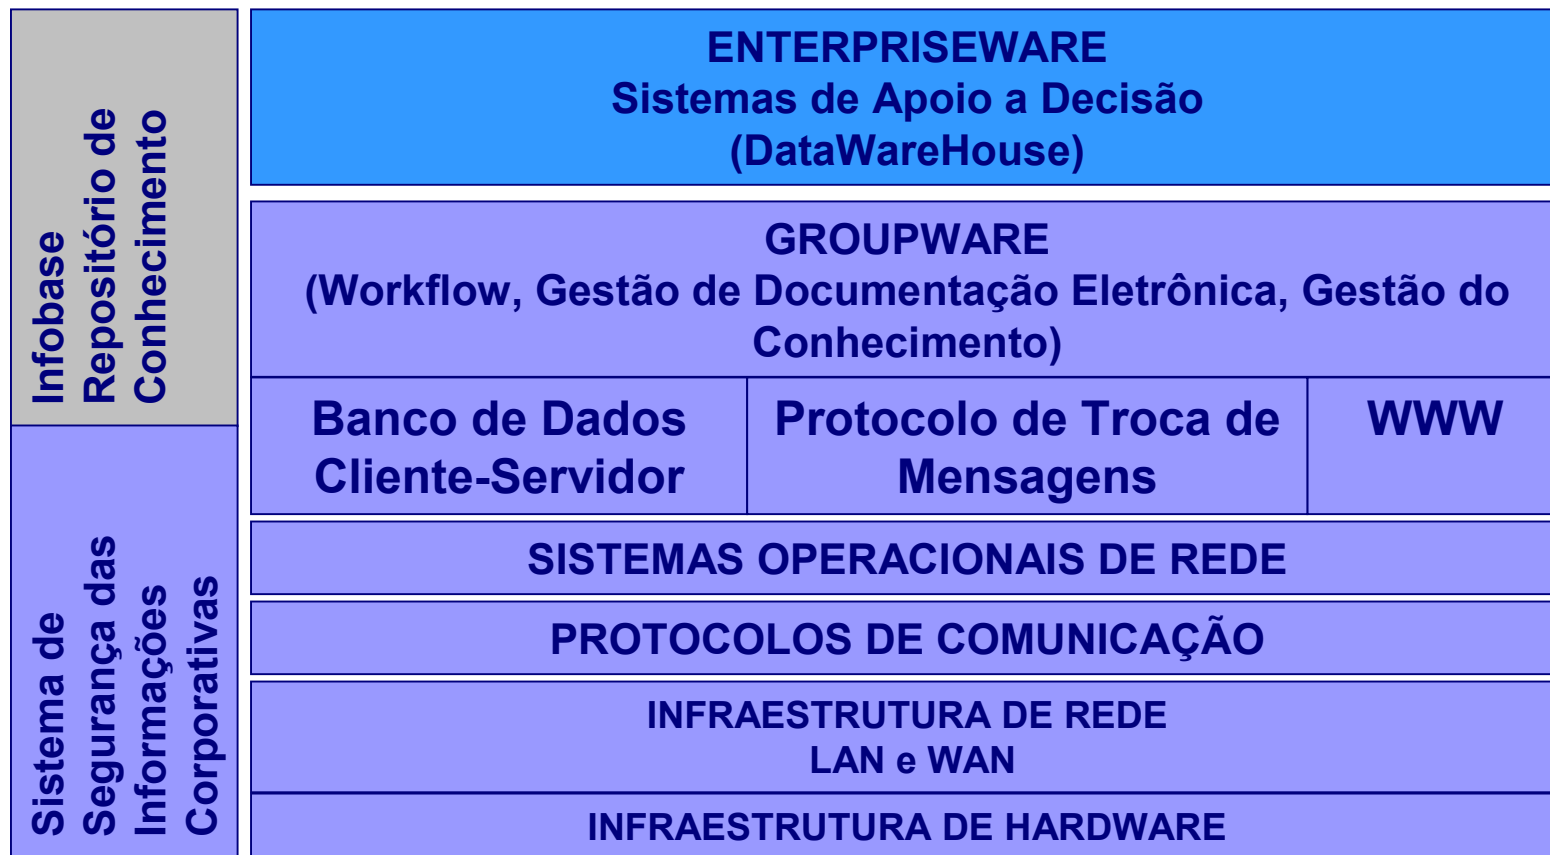 Infobase
Repositório de
Conhecimento
Sistema de
Segurança das
Informações
Corporativas
ENTERPRISEWARE
Sistemas de Apoio a Decisão
(DataWareHouse)
GROUPWARE
(Workflow, Gestão de Documentação Eletrônica, Gestão do
Conhecimento)
Banco de Dados
Cliente-Servidor
Protocolo de Troca de
Mensagens
WWW
SISTEMAS OPERACIONAIS DE REDE
PROTOCOLOS DE COMUNICAÇÃO
INFRAESTRUTURA DE REDE
LAN e WAN
INFRAESTRUTURA DE HARDWARE